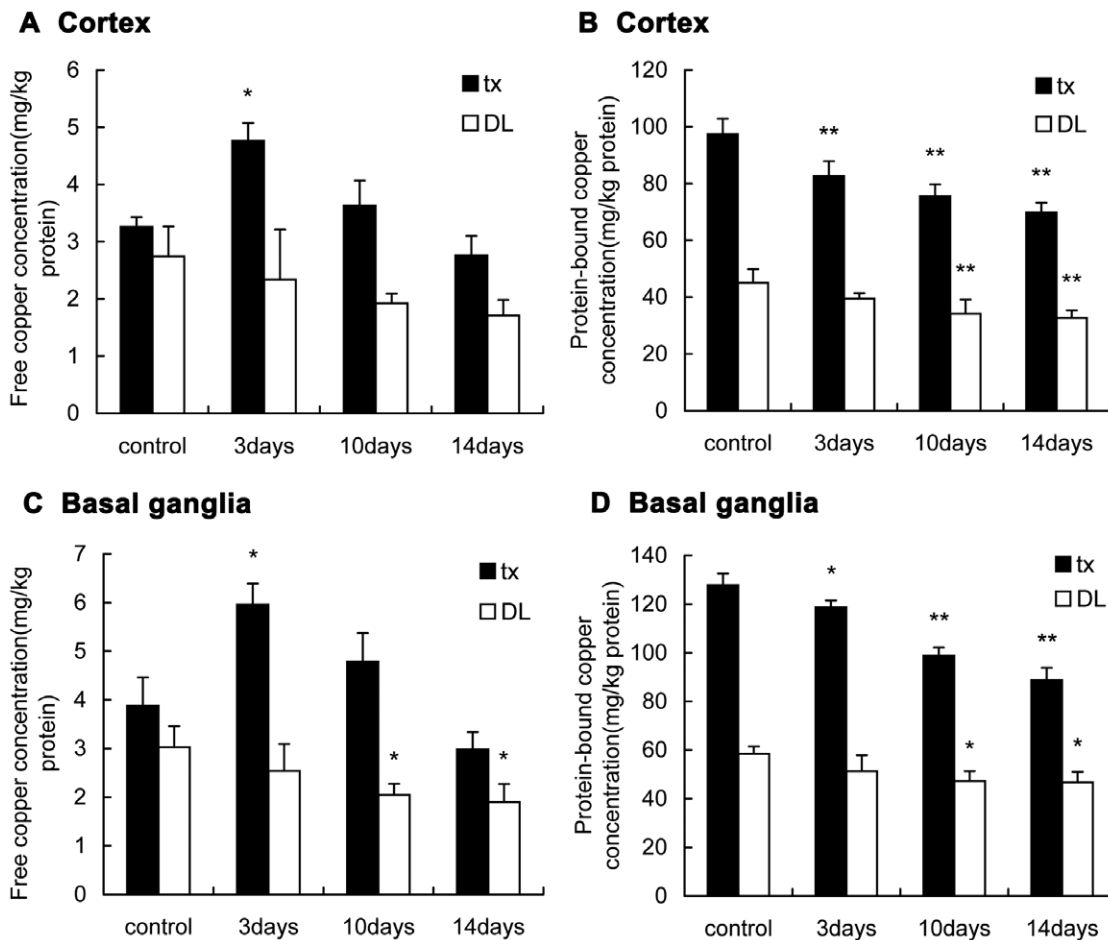 A Cortex
Free copper concentration(mg/kg
protein)
6
5
4
3
2
1
0
tx
DL
*
control
3days
10days
14days
B Cortex
Protein-bound copper
concentration(mg/kg protein)
120
100
80
60
40
20
0
tx
DL
**
**
**
**
**
control
3days
10days
14days
C Basal ganglia
Free copper concentration(mg/kg
protein)
7
6
5
4
3
2
1
0
tx
DL
*
*
*
control
3days
10days
14days
D Basal ganglia
Protein-bound copper
concentration(mg/kg protein)
140
120
100
80
60
40
20
0
tx
DL
*
**
**
*
*
control
3days
10days
14days